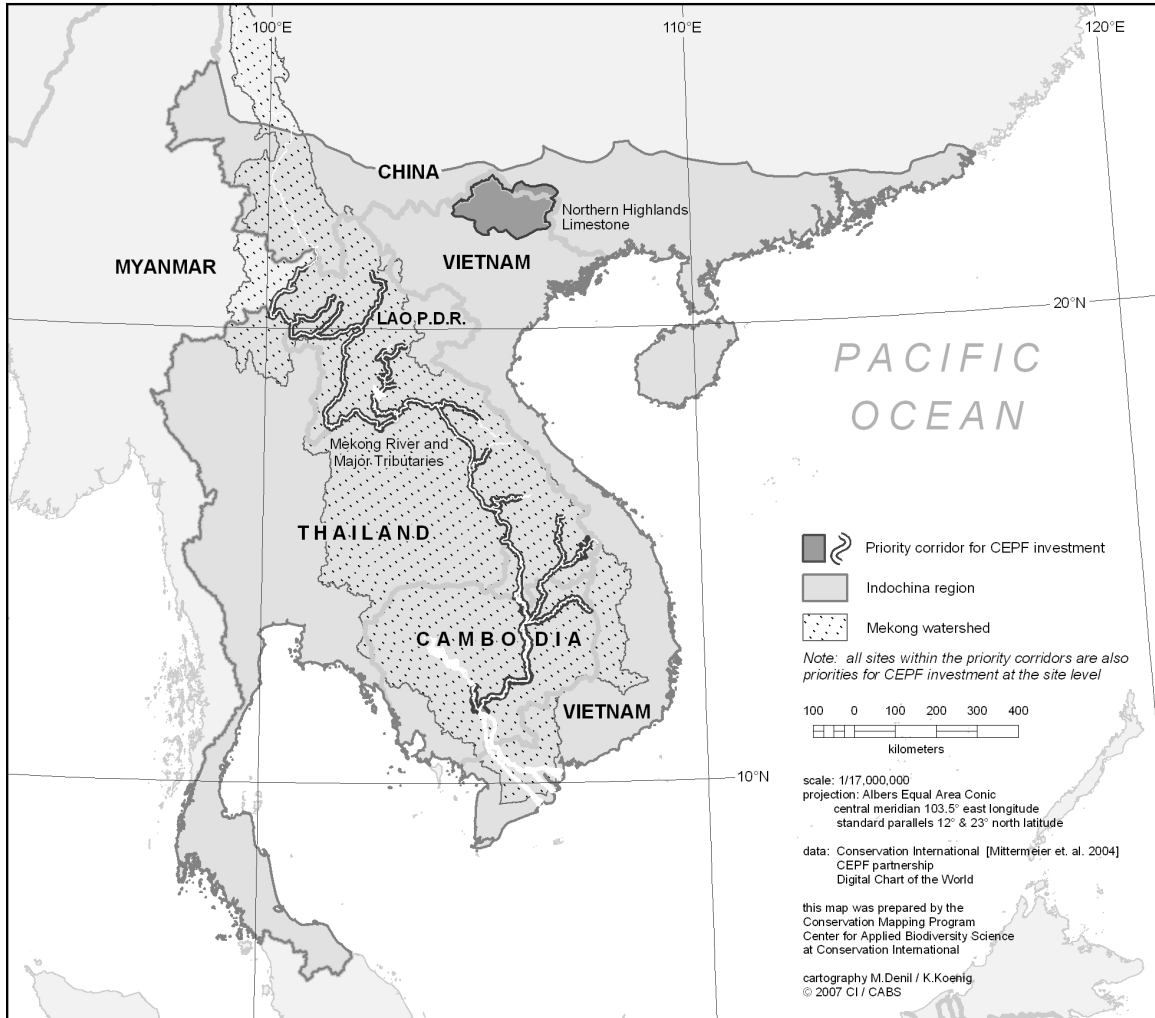 100°E
110°E
120°E
CHINA
Northern Highlands
Limestone
MYANMAR
VIETNAM
20°N
LAO P.D.R.
PACIFIC
OCEAN
Mekong River and
Major Tributaries
THAILAND
Priority corridor for CEPF investment
Indochina region
CAMBODIA
Mekong watershed
Note: all sites within the priority corridors are also
priorities for CEPF investment at the site level
VIETNAM
100 0 100 200 300 400
kilometers
10°N
scale: 1/17,000,000
projection: Albers Equal Area Conic
central meridian 103.5° east longitude
standard parallels 12° & 23° north latitude
data: Conservation International [Mittermeier et. al. 2004]
CEPF partnership
Digital Chart of the World
this map was prepared by the
Conservation Mapping Program
Center for Applied Biodiversity Science
at Conservation International
cartography M.Denil / K.Koenig
© 2007 CI / CABS